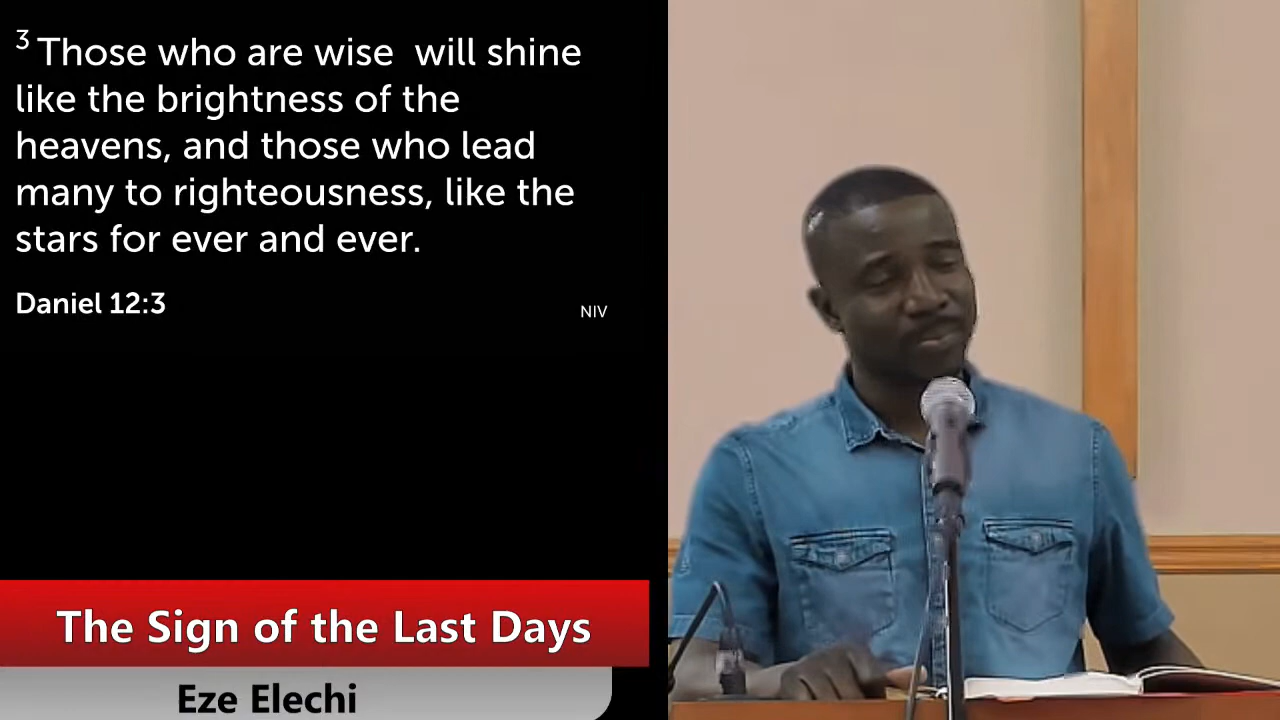 3 Those who are wise will shine
like the brightness of the
heavens, and those who lead
many to righteousness, like the
stars for ever and ever.
Daniel 12:3
NIV
The Sign of the Last Days
Eze Elechi